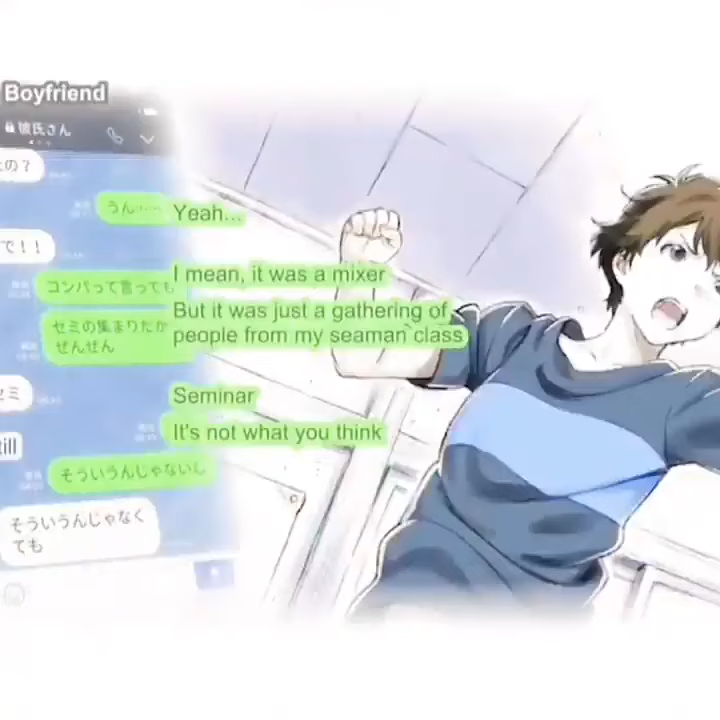 Boyfriend
彼氏さん
の?
うん…… Yeah...
で!!
コンパって言っても I mean, it was a mixer
セミの集まりだか But it was just a gathering of
ぜんぜん people from my seaman`class
セミ Seminar
till It's not what you think
そういうんじゃないし
そういうんじゃなく
ても